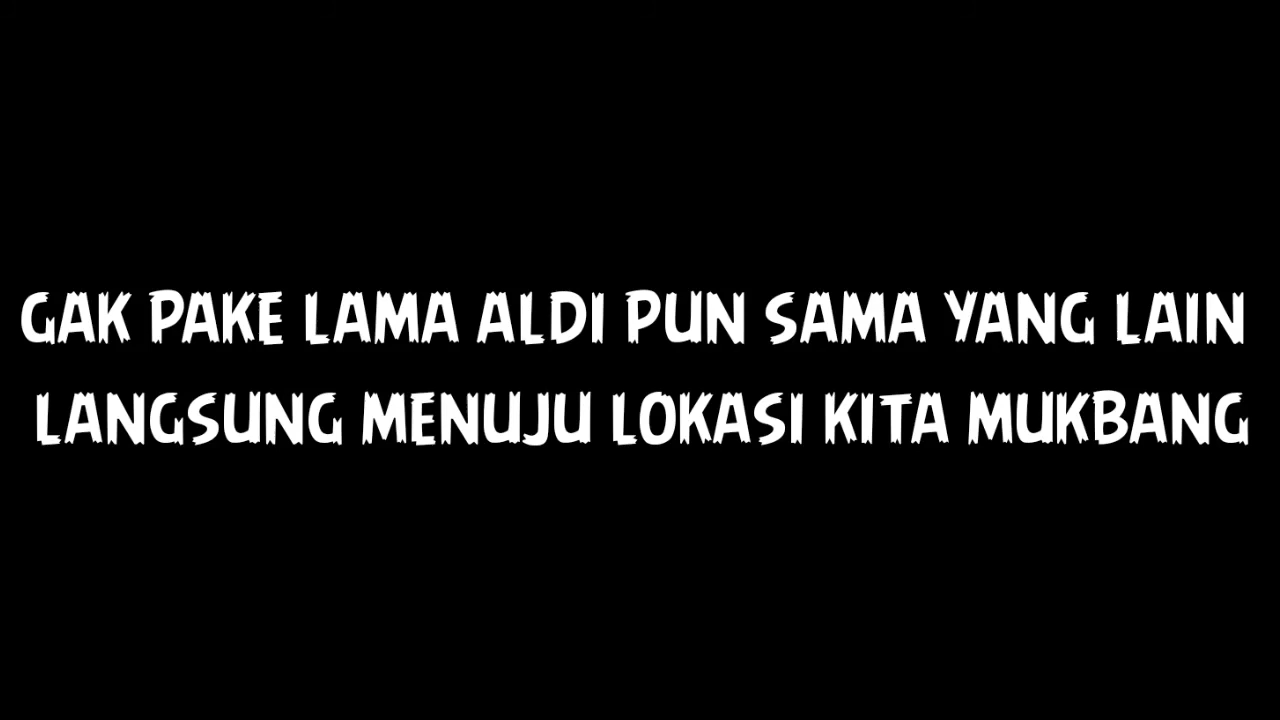 GAK PAKE LAMA ALDI PUN SAMA YANG LAIN
LANGSUNG MENUJU LOKASI KITA MUKBANG